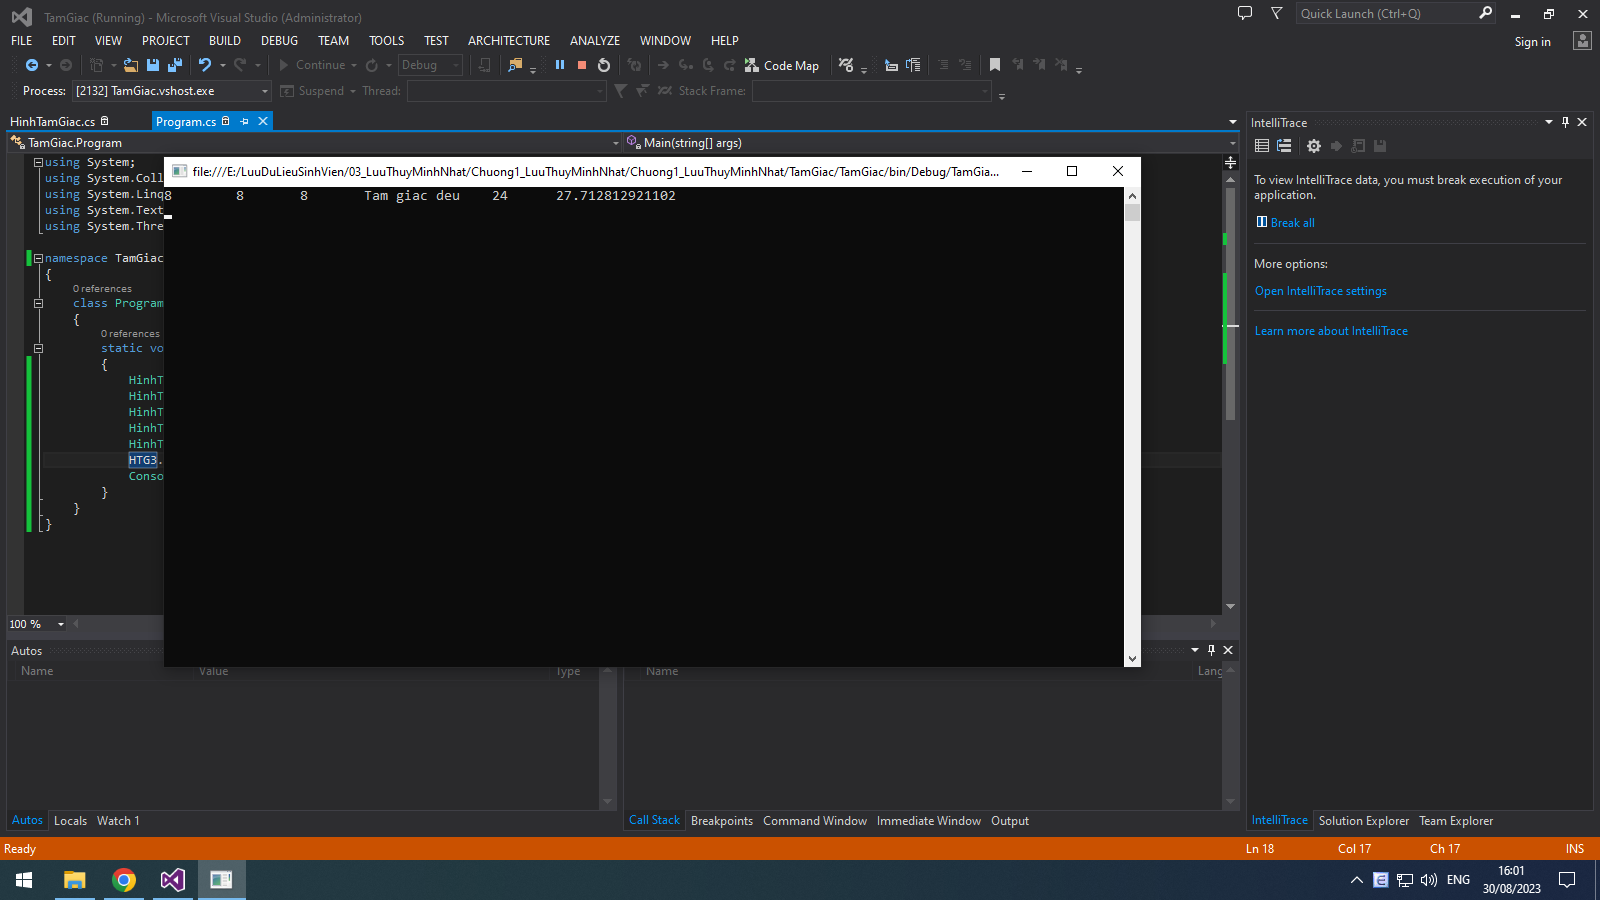 TamGiac (Running) - Microsoft Visual Studio (Administrator)
Quick Launch (Ctrl+Q)
FILE EDIT VIEW PROJECT BUILD DEBUG TEAM TOOLS TEST ARCHITECTURE ANALYZE WINDOW HELP
Sign in
Continue Debug Code Map
Process: [2132] TamGiac.vshost.exe Suspend Thread: Stack Frame:
HinhTamGiac.cs Program.cs
TamGiac.Program Main(string[] args)
using System;
using System.Coll
using System.Linq
using System.Text
using System.Thre
namespace TamGiac
{
0 references
class Program
{
0 references
static vo
{
HinhT
HinhT
HinhT
HinhT
HinhT
HTG3.
Conso
}
}
}
file:///E:/LuuDuLieuSinhVien/03_LuuThuyMinhNhat/Chuong1_LuuThuyMinhNhat/Chuong1_LuuThuyMinhNhat/TamGiac/TamGiac/bin/Debug/TamGia...
8 8 8 Tam giac deu 24 27.712812921102
100 %
Autos
Name Value Type
Name Lang
Autos Locals Watch 1
Call Stack Breakpoints Command Window Immediate Window Output
IntelliTrace
To view IntelliTrace data, you must break execution of your
application.
Break all
More options:
Open IntelliTrace settings
Learn more about IntelliTrace
IntelliTrace Solution Explorer Team Explorer
Ready Ln 18 Col 17 Ch 17 INS
ENG
16:01
30/08/2023